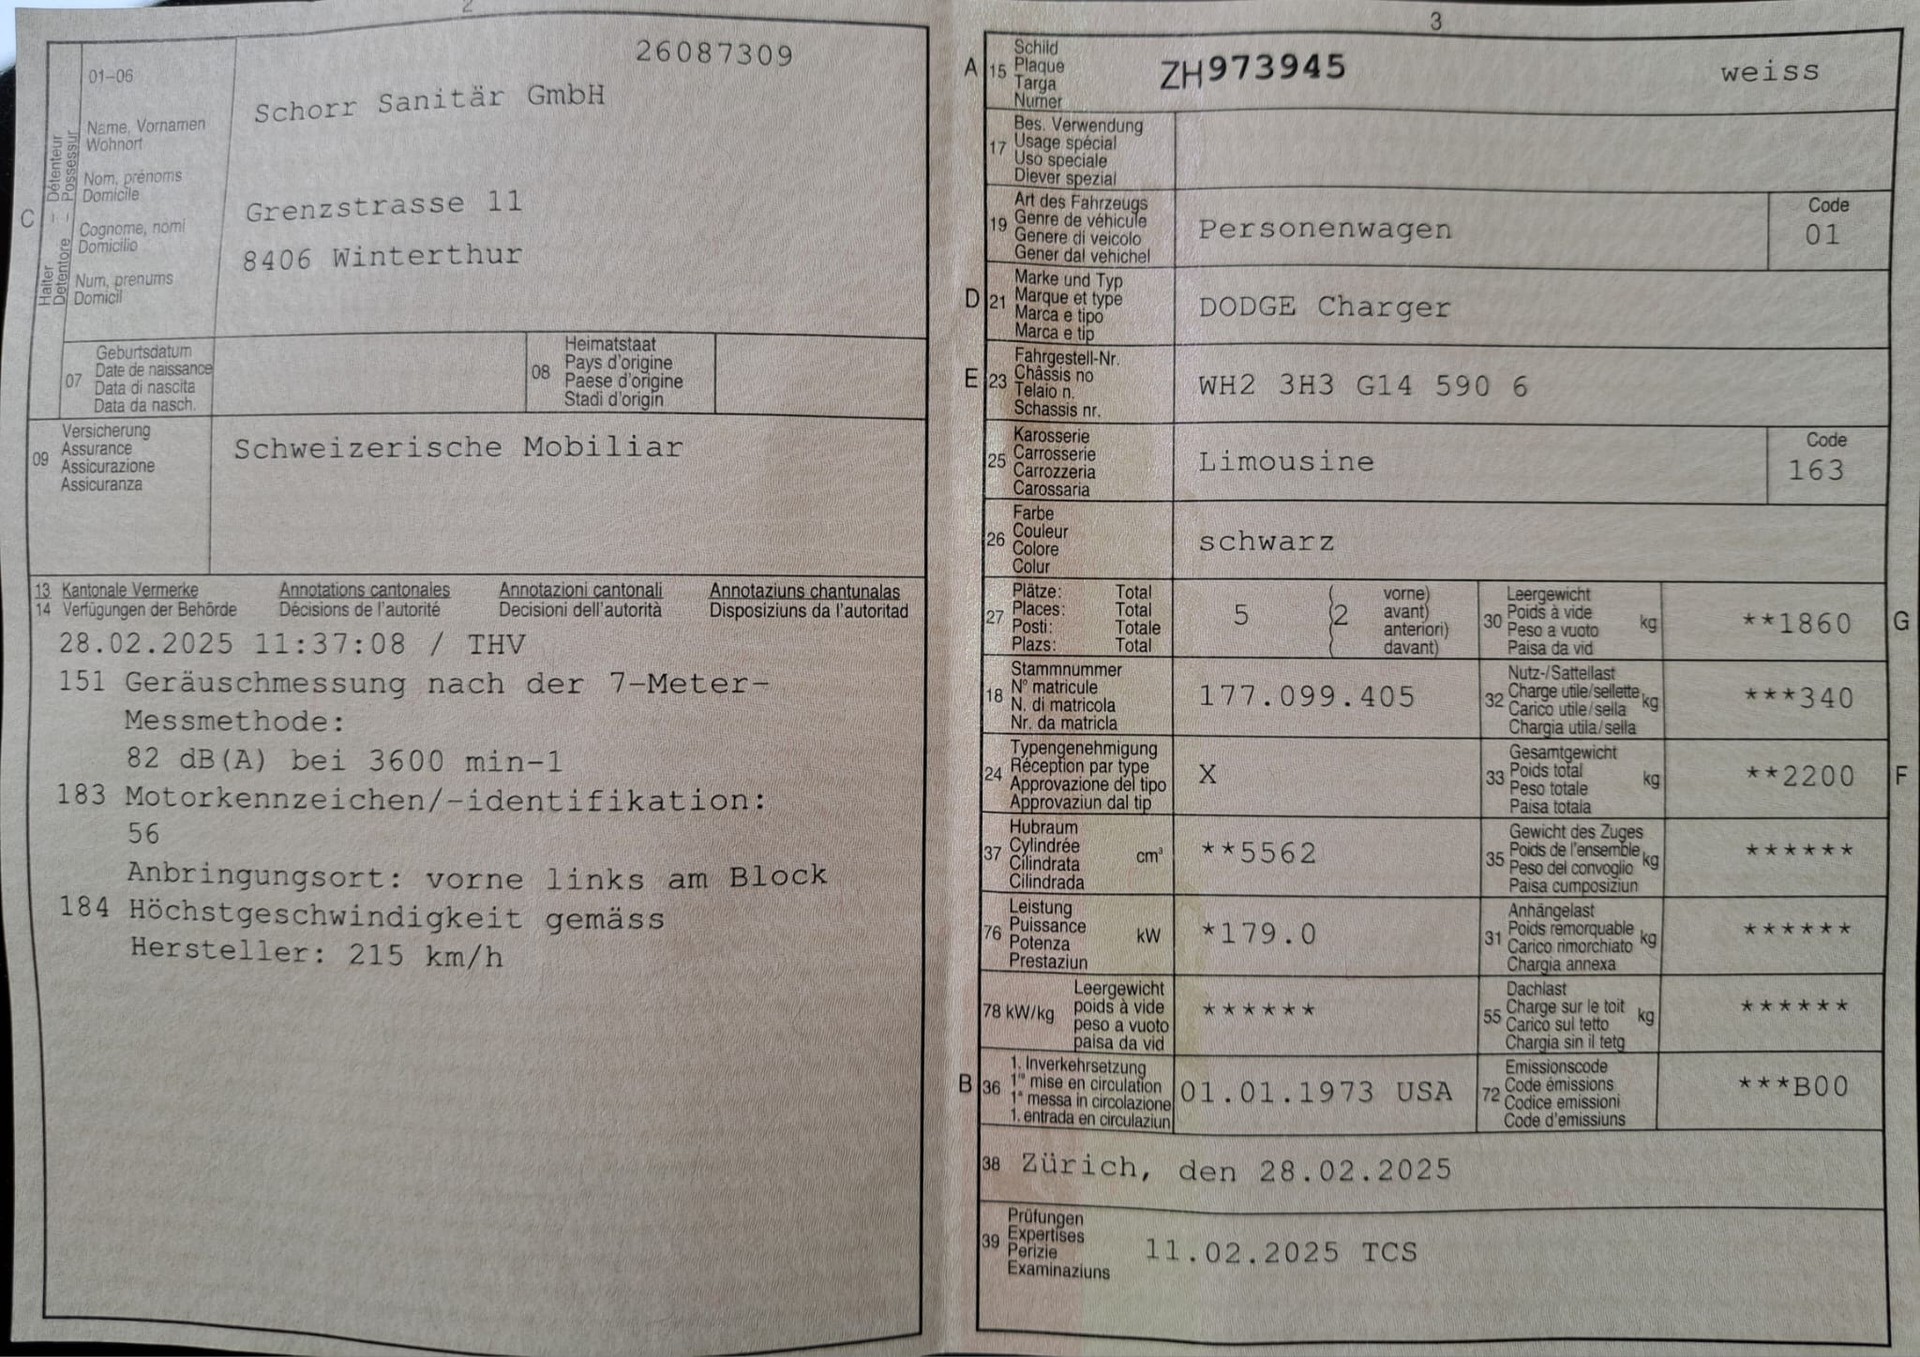 2
26087309
01-06
Name, Vornamen
Wohnort
Nom, prénoms
Domicile
Cognome, nomi
Domicilio
Num, prenums
Domicil
C
Halter – Détenteur
Detentore – Possessur
Schorr Sanitär GmbH
Grenzstrasse 11
8406 Winterthur
07
Geburtsdatum
Date de naissance
Data di nascita
Data da nasch.
08
Heimatstaat
Pays d'origine
Paese d'origine
Stadi d'origin
09
Versicherung
Assurance
Assicurazione
Assicuranza
Schweizerische Mobiliar
13 Kantonale Vermerke Annotations cantonales Annotazioni cantonali Annotaziuns chantunalas
14 Verfügungen der Behörde Décisions de l'autorité Decisioni dell'autorità Disposiziuns da l'autoritad
28.02.2025 11:37:08 / THV
151 Geräuschmessung nach der 7-Meter-
Messmethode:
82 dB(A) bei 3600 min-1
183 Motorkennzeichen/-identifikation:
56
Anbringungsort: vorne links am Block
184 Höchstgeschwindigkeit gemäss
Hersteller: 215 km/h
3
A 15
Schild
Plaque
Targa
Numer
ZH973945 weiss
17
Bes. Verwendung
Usage spécial
Uso speciale
Diever spezial
19
Art des Fahrzeugs
Genre de véhicule
Genere di veicolo
Gener dal vehichel
Personenwagen
Code
01
D 21
Marke und Typ
Marque et type
Marca e tipo
Marca e tip
DODGE Charger
E 23
Fahrgestell-Nr.
Châssis no
Telaio n.
Schassis nr.
WH2 3H3 G14 590 6
25
Karosserie
Carrosserie
Carrozzeria
Carossaria
Limousine
Code
163
26
Farbe
Couleur
Colore
Colur
schwarz
27
Plätze: Total
Places: Total
Posti: Totale
Plazs: Total
5 2
vorne)
avant)
anteriori)
davant)
30
Leergewicht
Poids à vide
Peso a vuoto
Paisa da vid
kg
**1860
G
18
Stammnummer
N° matricule
N. di matricola
Nr. da matricla
177.099.405
32
Nutz-/Sattellast
Charge utile/sellette
Carico utile/sella
Chargia utila/sella
kg
***340
24
Typengenehmigung
Réception par type
Approvazione del tipo
Approvaziun dal tip
X
33
Gesamtgewicht
Poids total
Peso totale
Paisa totala
kg
**2200
F
37
Hubraum
Cylindrée
Cilindrata
Cilindrada
cm³
**5562
35
Gewicht des Zuges
Poids de l'ensemble
Peso del convoglio
Paisa cumposiziun
kg
******
76
Leistung
Puissance
Potenza
Prestaziun
kW
*179.0
31
Anhängelast
Poids remorquable
Carico rimorchiato
Chargia annexa
kg
******
78 kW/kg
Leergewicht
poids à vide
peso a vuoto
paisa da vid
******
55
Dachlast
Charge sur le toit
Carico sul tetto
Chargia sin il tetg
kg
******
B 36
1. Inverkehrsetzung
1re mise en circulation
1a messa in circolazione
1. entrada en circulaziun
01.01.1973 USA
72
Emissionscode
Code émissions
Codice emissioni
Code d'emissiuns
***B00
38 Zürich, den 28.02.2025
39
Prüfungen
Expertises
Perizie
Examinaziuns
11.02.2025 TCS